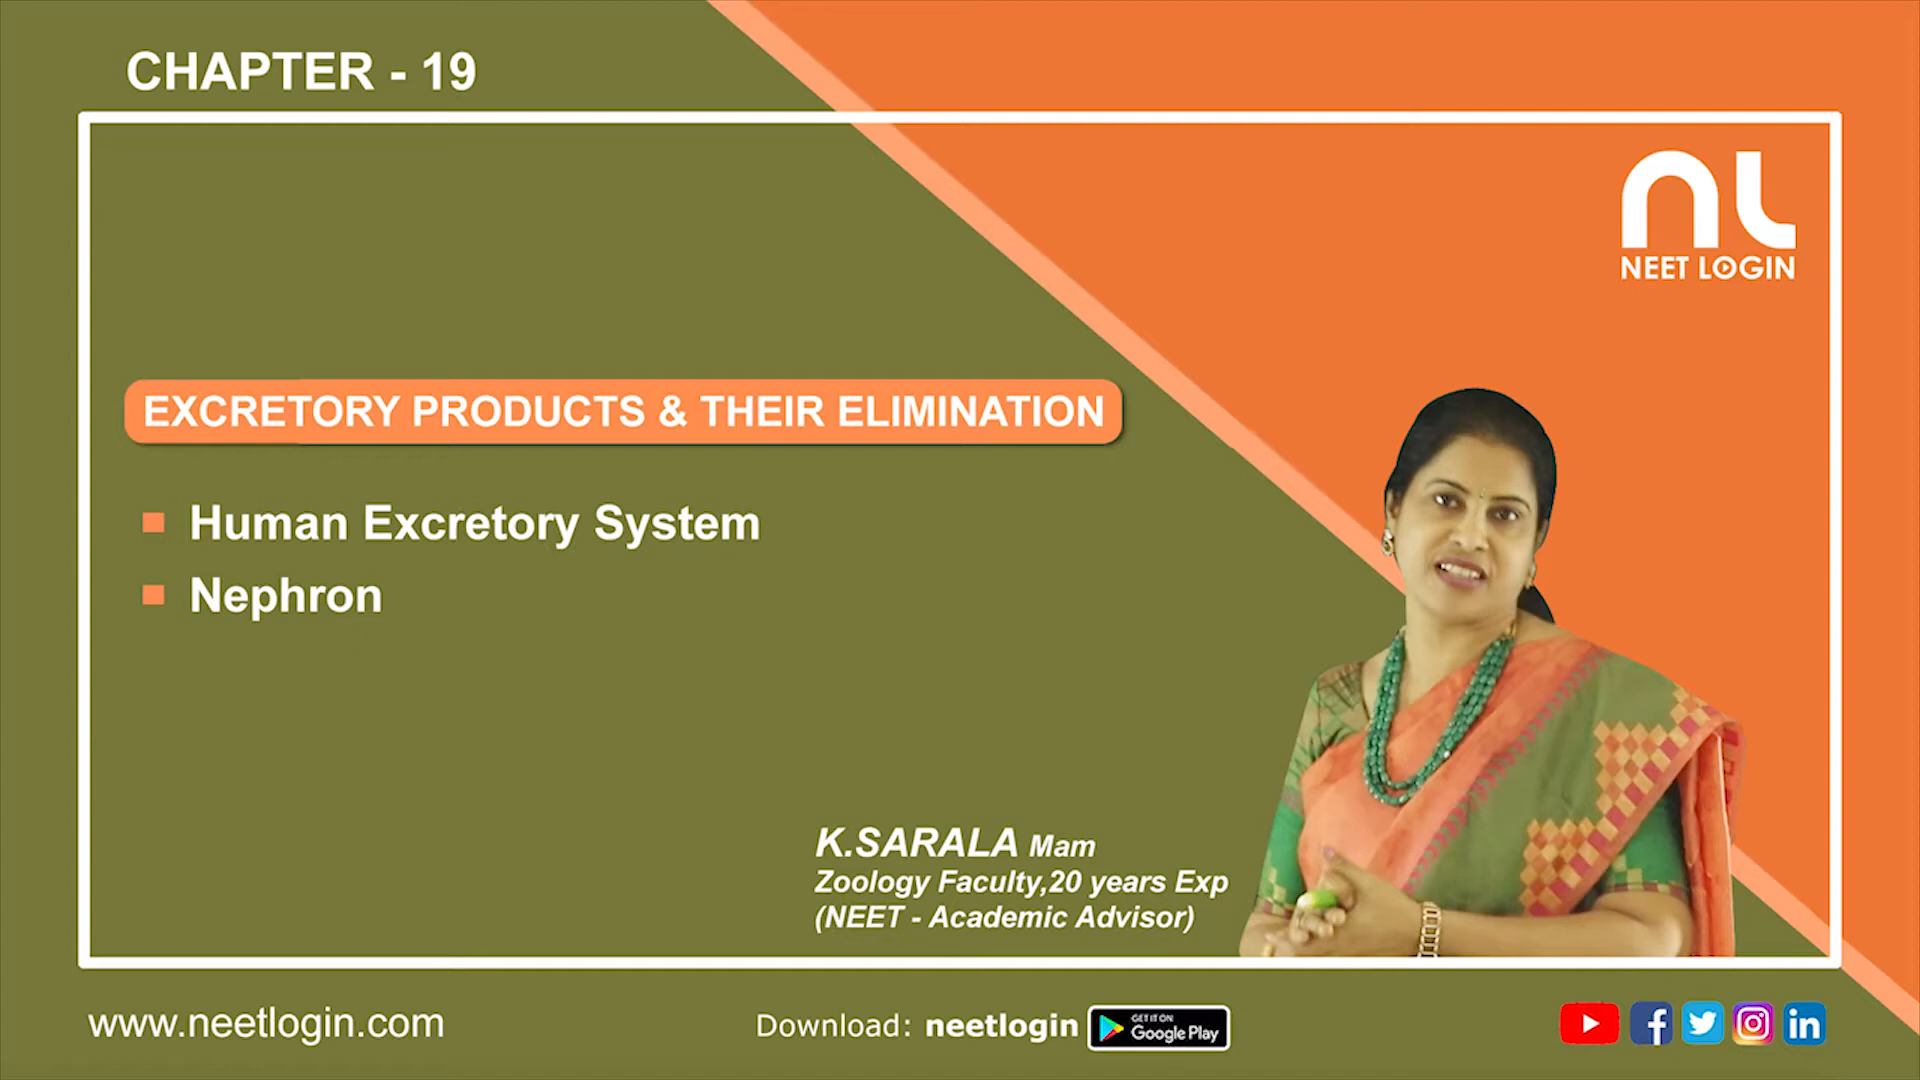 CHAPTER - 19
NL
NEET LOGIN
EXCRETORY PRODUCTS & THEIR ELIMINATION
Human Excretory System
Nephron
K.SARALA Mam
Zoology Faculty,20 years Exp
(NEET - Academic Advisor)
www.neetlogin.com
Download: neetlogin
GET IT ON
Google Play